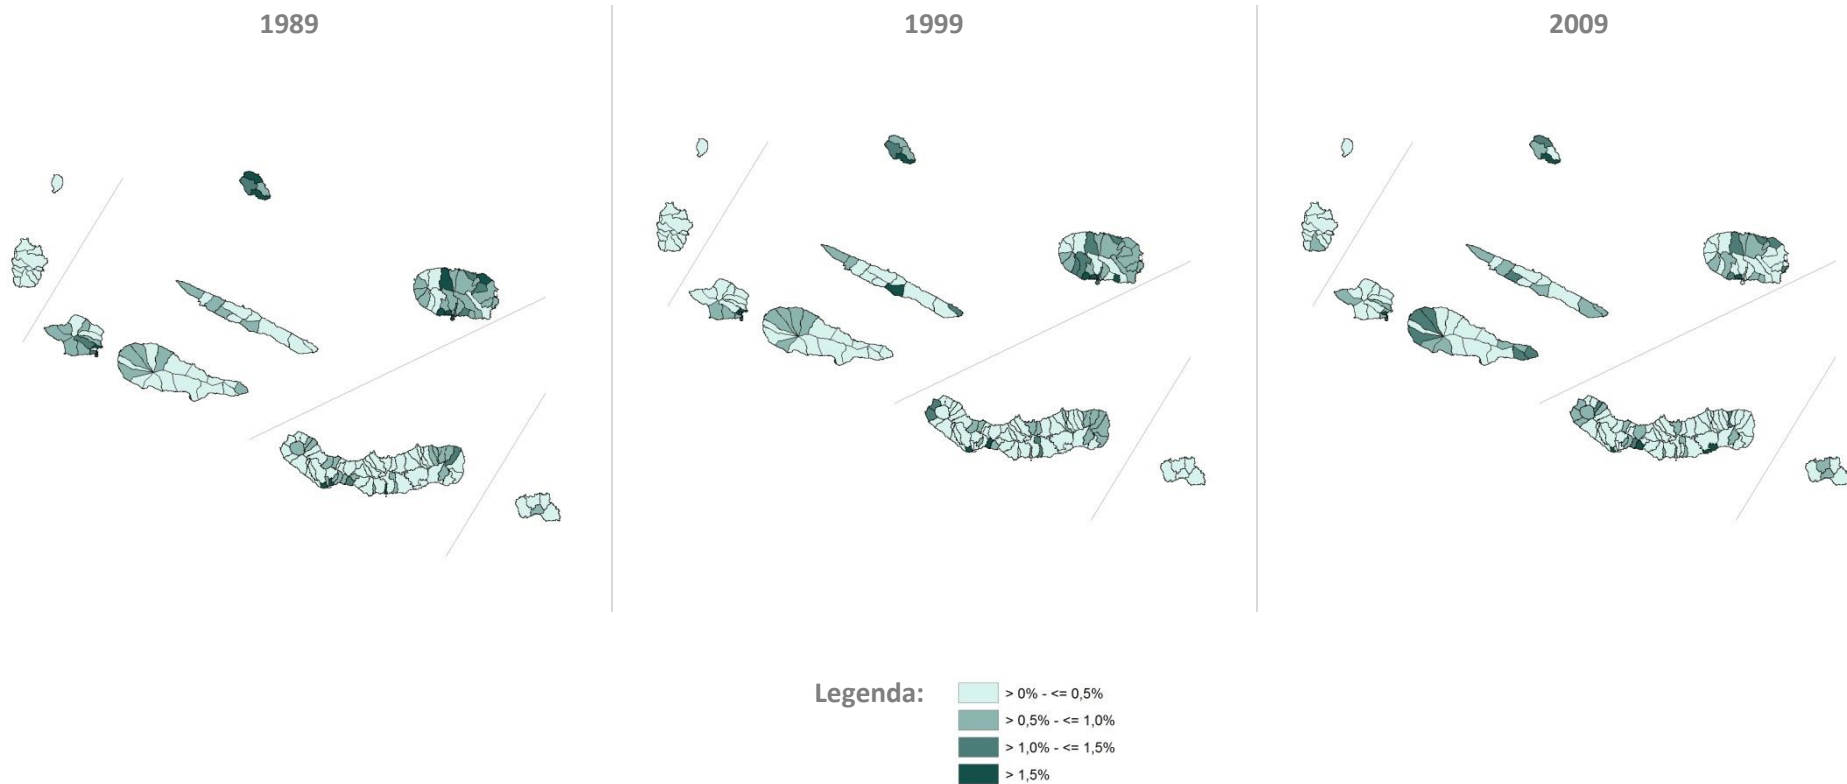 1989
1999
2009
Legenda:
> 0% - <= 0,5%
> 0,5% - <= 1,0%
> 1,0% - <= 1,5%
> 1,5%